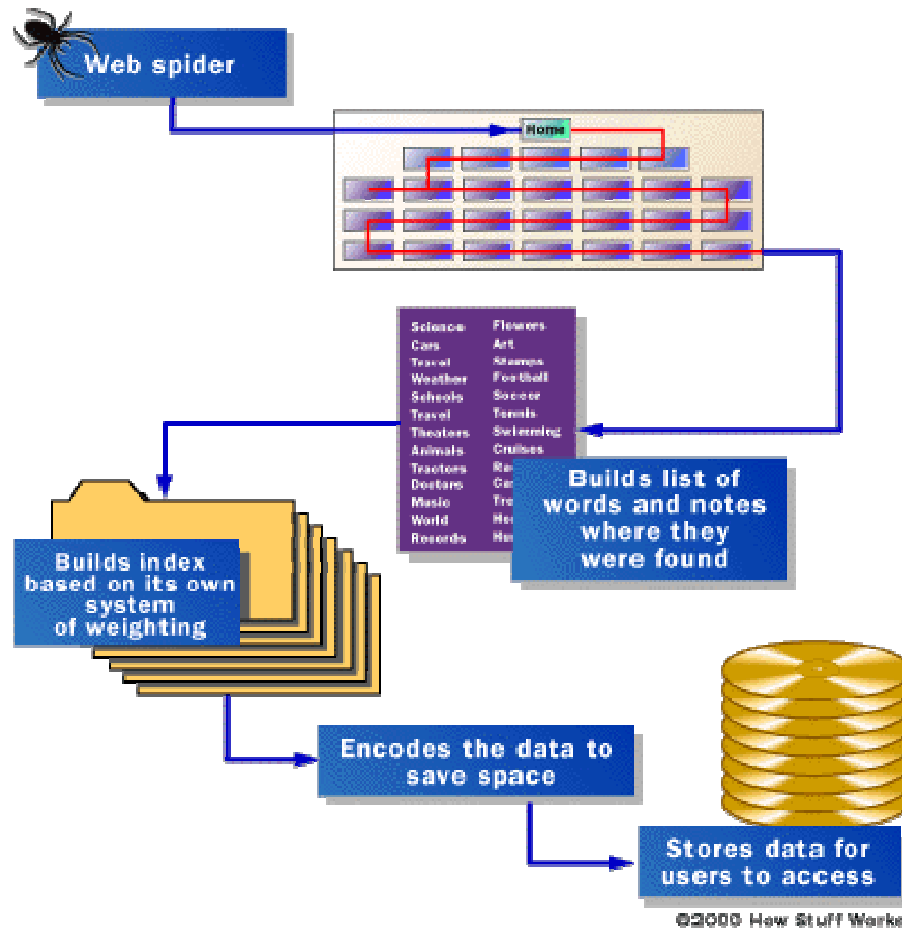 Web spider
Home
Science Flowers
Cars Art
Travel Stamps
Weather Football
Schools Soccer
Travel Tennis
Theaters Swimming
Animals Cruises
Tractors
Doctors
Music
World
Records
Builds list of
words and notes
where they
were found
Builds index
based on its own
system
of weighting
Encodes the data to
save space
Stores data for
users to access
©2000 How Stuff Works